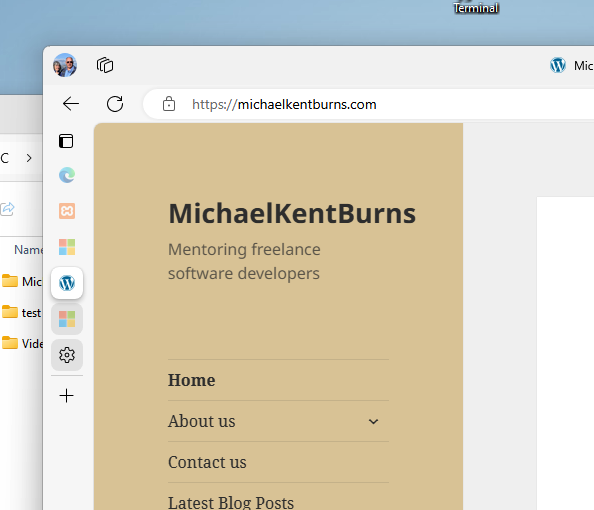 Terminal
Mic
https://michaelkentburns.com
C
Name
Mic
test
Vide
MichaelKentBurns
Mentoring freelance
software developers
Home
About us
Contact us
Latest Blog Posts